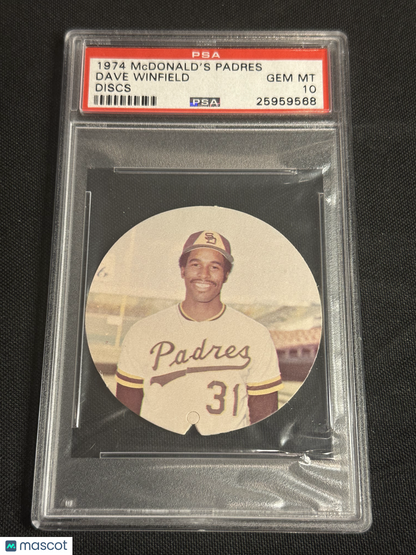 PSA
1974 McDONALD'S PADRES
DAVE WINFIELD GEM MT
DISCS 10
PSA 25959568
SD
Padres
31
mascot